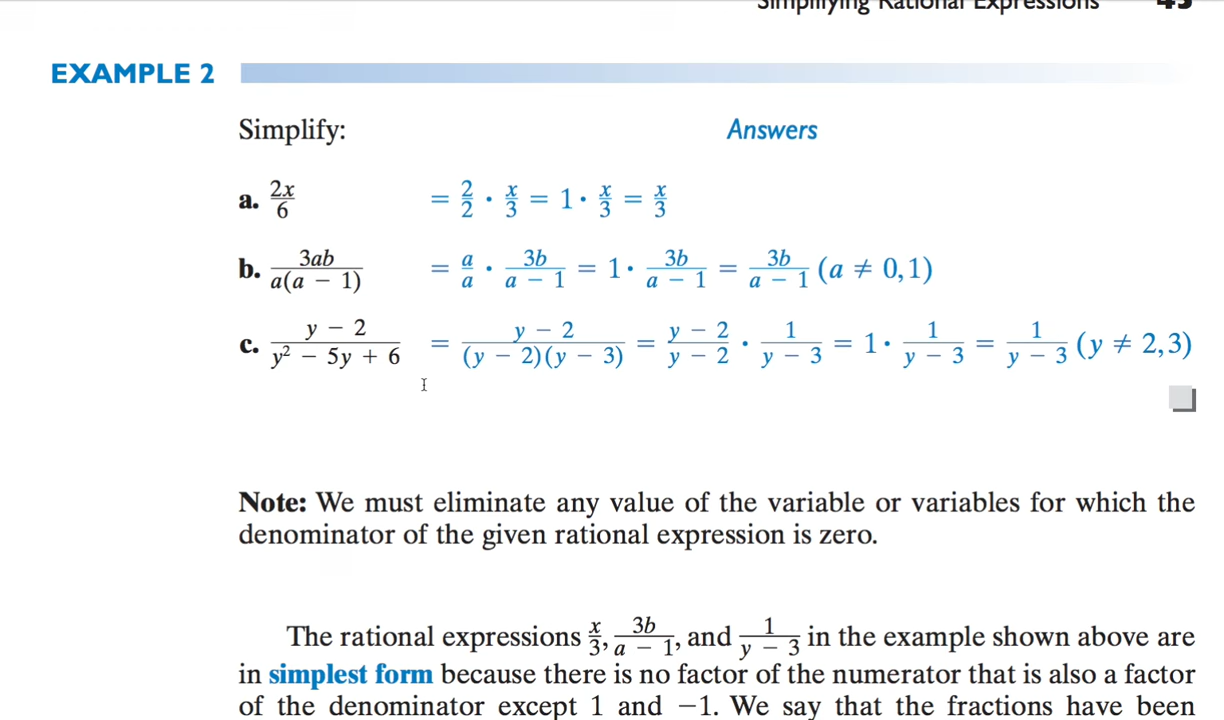 Simplifying Rational Expressions 45
EXAMPLE 2
Simplify: Answers
a. 2x/6 = 2/2 · x/3 = 1 · x/3 = x/3
b. 3ab/(a(a − 1)) = a/a · 3b/(a − 1) = 1 · 3b/(a − 1) = 3b/(a − 1) (a ≠ 0, 1)
c. (y − 2)/(y² − 5y + 6) = (y − 2)/((y − 2)(y − 3)) = (y − 2)/(y − 2) · 1/(y − 3) = 1 · 1/(y − 3) = 1/(y − 3) (y ≠ 2, 3)
Note: We must eliminate any value of the variable or variables for which the
denominator of the given rational expression is zero.
The rational expressions x/3, 3b/(a − 1), and 1/(y − 3) in the example shown above are
in simplest form because there is no factor of the numerator that is also a factor
of the denominator except 1 and −1. We say that the fractions have been